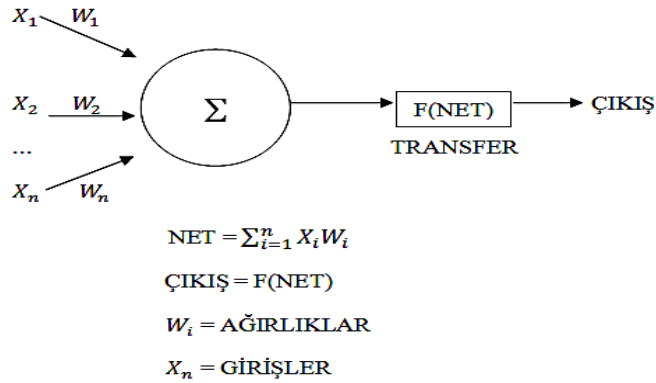 X₁ W₁
X₂ W₂
...
Xₙ Wₙ
Σ
F(NET)
ÇIKIŞ
TRANSFER
NET = ∑ⁿᵢ₌₁ XᵢWᵢ
ÇIKIŞ = F(NET)
Wᵢ = AĞIRLIKLAR
Xₙ = GİRİŞLER